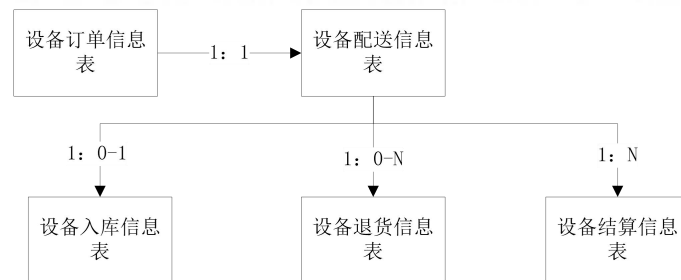 设备订单信息
表
1：1
设备配送信息
表
1：0-1
1：0-N
1：N
设备入库信息
表
设备退货信息
表
设备结算信息
表